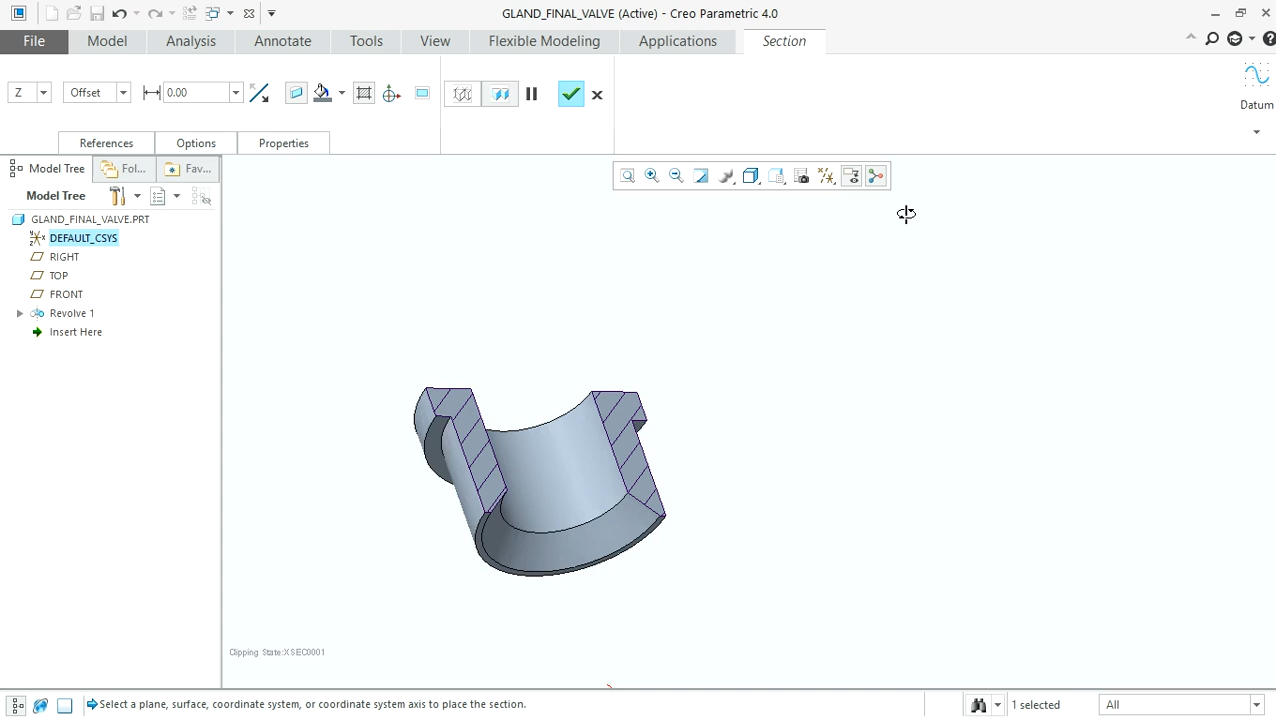 GLAND_FINAL_VALVE (Active) - Creo Parametric 4.0
File Model Analysis Annotate Tools View Flexible Modeling Applications Section
Z Offset 0.00
Datum
References Options Properties
Model Tree Fol... Fav...
Model Tree
GLAND_FINAL_VALVE.PRT
DEFAULT_CSYS
RIGHT
TOP
FRONT
Revolve 1
Insert Here
Clipping State:XSEC0001
Select a plane, surface, coordinate system, or coordinate system axis to place the section. 1 selected All